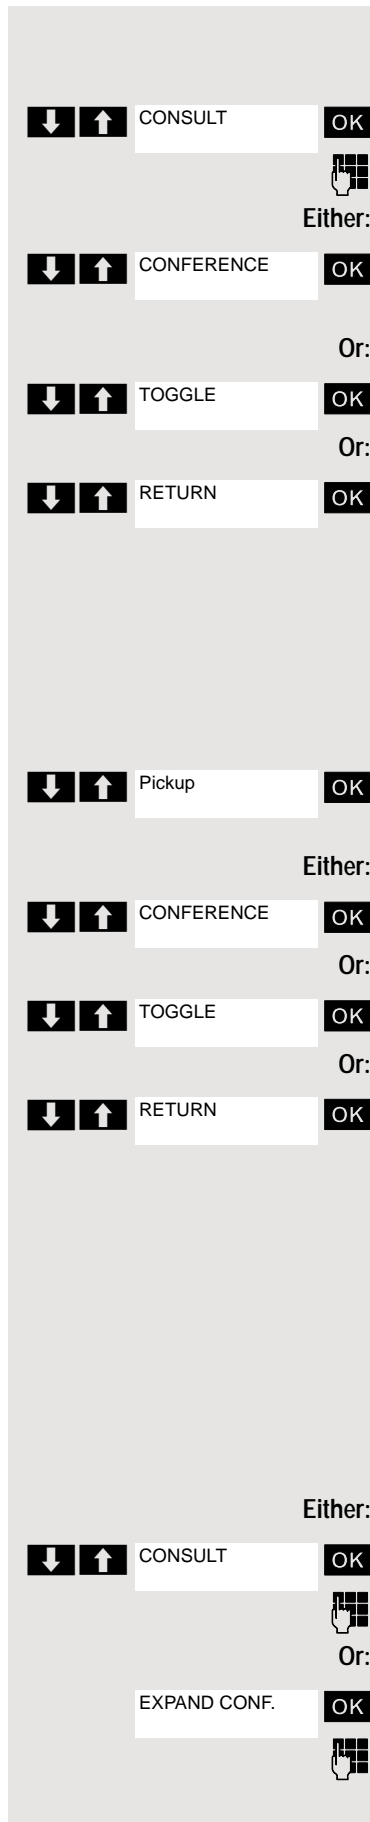 CONSULT OK
Either:
CONFERENCE OK
Or:
TOGGLE OK
Or:
RETURN OK
Pickup OK
Either:
CONFERENCE OK
Or:
TOGGLE OK
Or:
RETURN OK
Either:
CONSULT OK
Or:
EXPAND CONF. OK